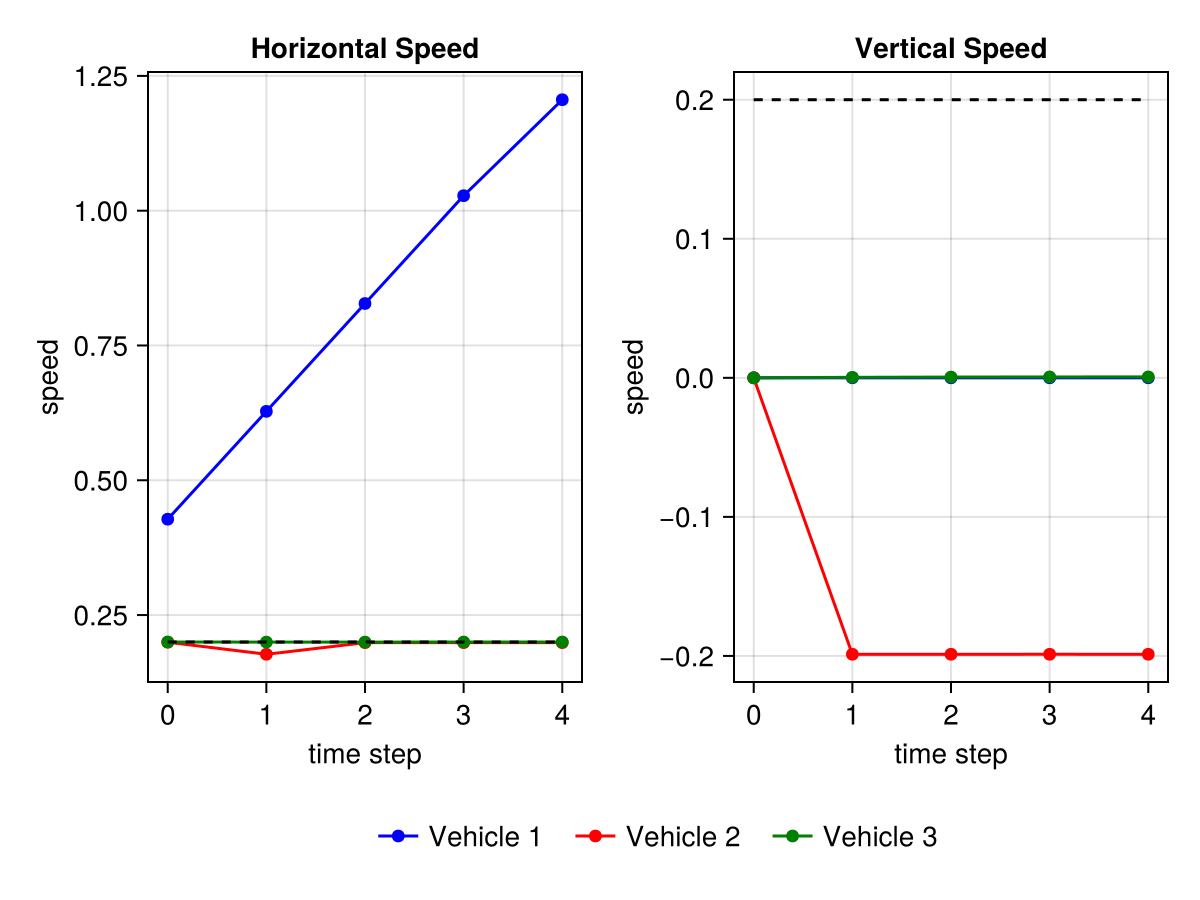 Horizontal Speed
1.25
1.00
0.75
0.50
0.25
speed
0 1 2 3 4
time step
Vertical Speed
0.2
0.1
0.0
−0.1
−0.2
speed
0 1 2 3 4
time step
Vehicle 1 Vehicle 2 Vehicle 3